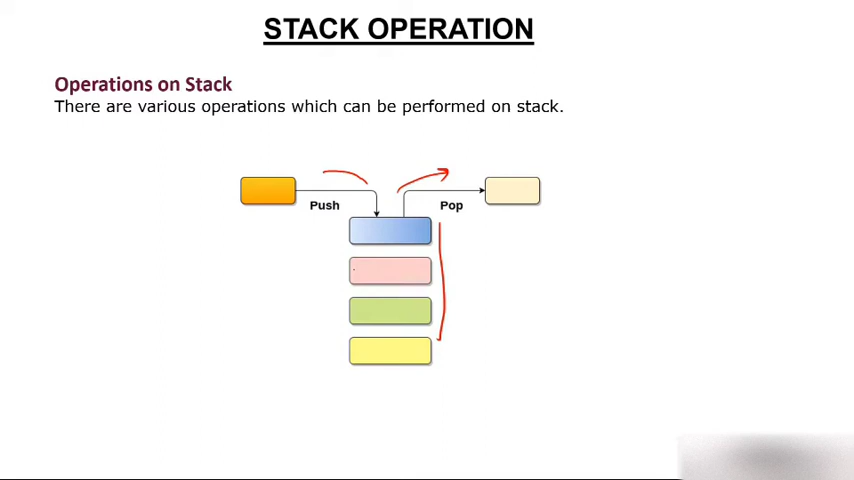 STACK OPERATION
Operations on Stack
There are various operations which can be performed on stack.
Push
Pop